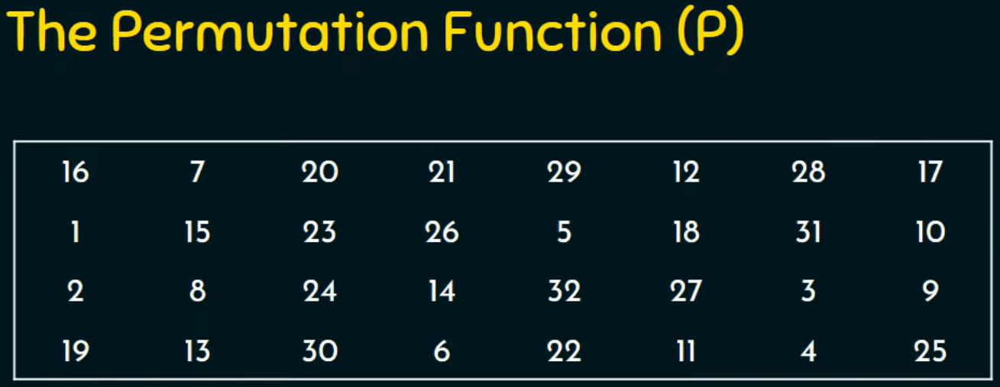 The Permutation Function (P)
16 7 20 21 29 12 28 17
1 15 23 26 5 18 31 10
2 8 24 14 32 27 3 9
19 13 30 6 22 11 4 25